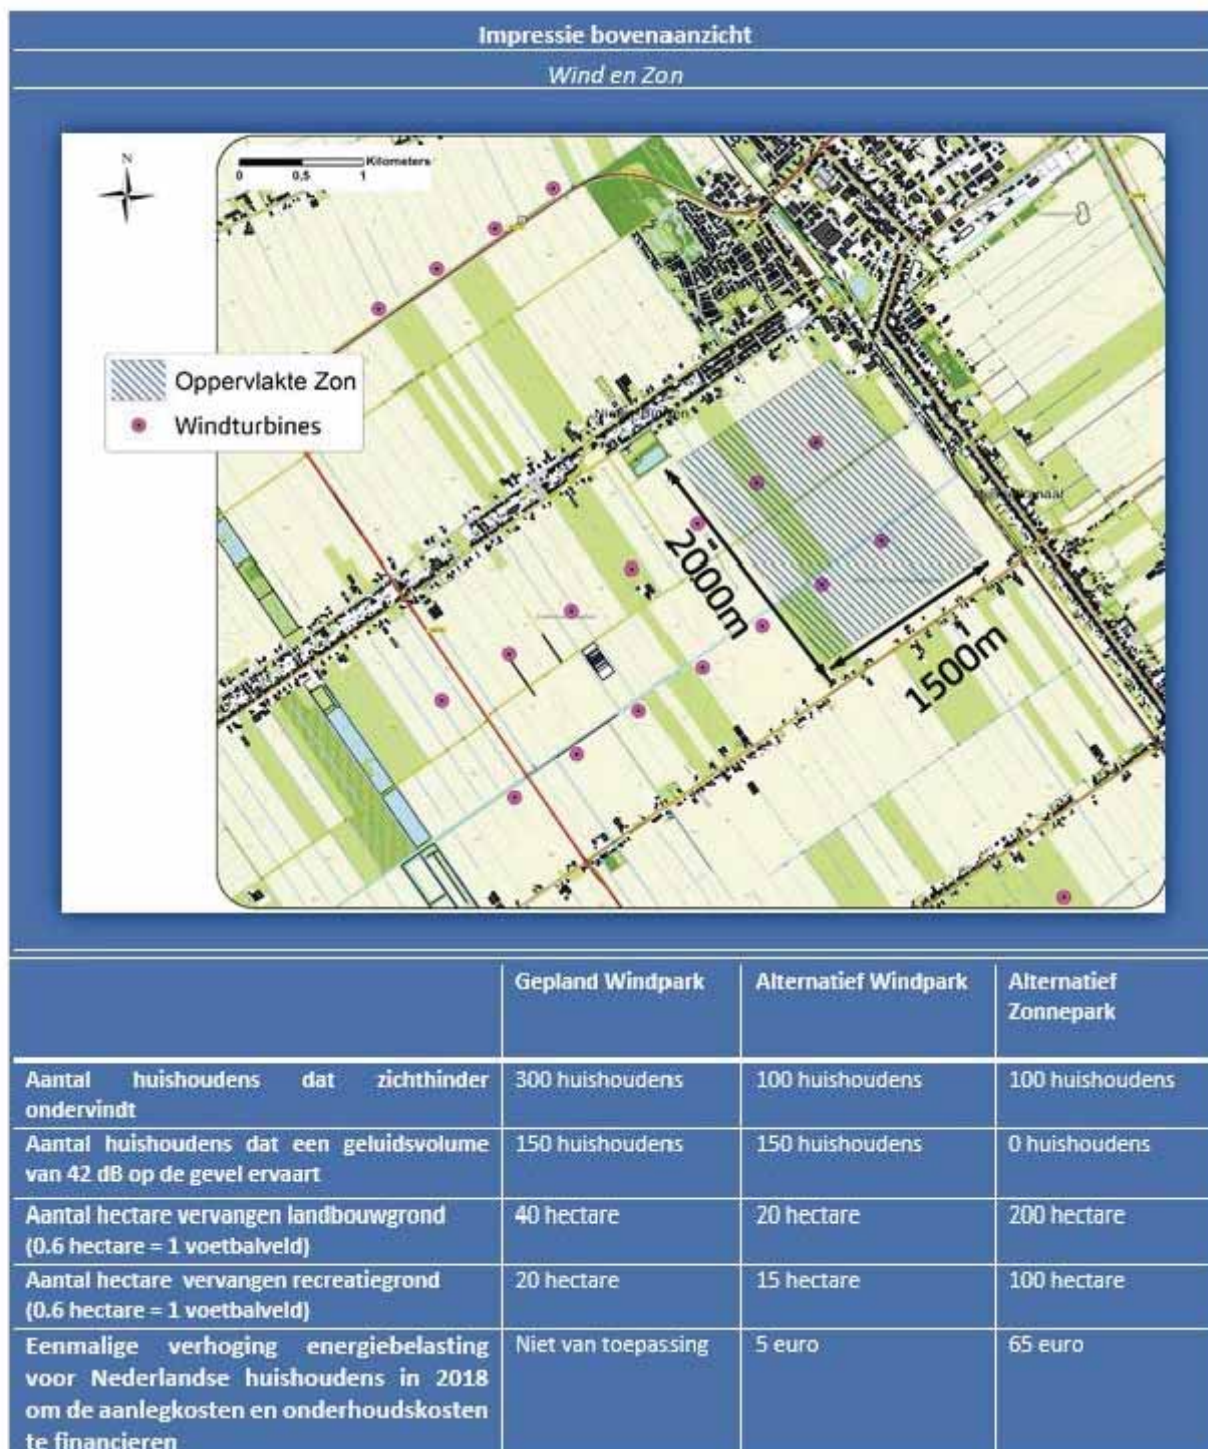 Impressie bovenaanzicht
Wind en Zon
N
Kilometers
0 0,5 1
Oppervlakte Zon
Windturbines
2000m
1500m
Gepland Windpark
Alternatief Windpark
Alternatief
Zonnepark
Aantal huishoudens dat zichthinder
ondervindt
300 huishoudens
100 huishoudens
100 huishoudens
Aantal huishoudens dat een geluidsvolume
van 42 dB op de gevel ervaart
150 huishoudens
150 huishoudens
0 huishoudens
Aantal hectare vervangen landbouwgrond
(0.6 hectare = 1 voetbalveld)
40 hectare
20 hectare
200 hectare
Aantal hectare vervangen recreatiegrond
(0.6 hectare = 1 voetbalveld)
20 hectare
15 hectare
100 hectare
Eenmalige verhoging energiebelasting
voor Nederlandse huishoudens in 2018
om de aanlegkosten en onderhoudskosten
te financieren
Niet van toepassing
5 euro
65 euro